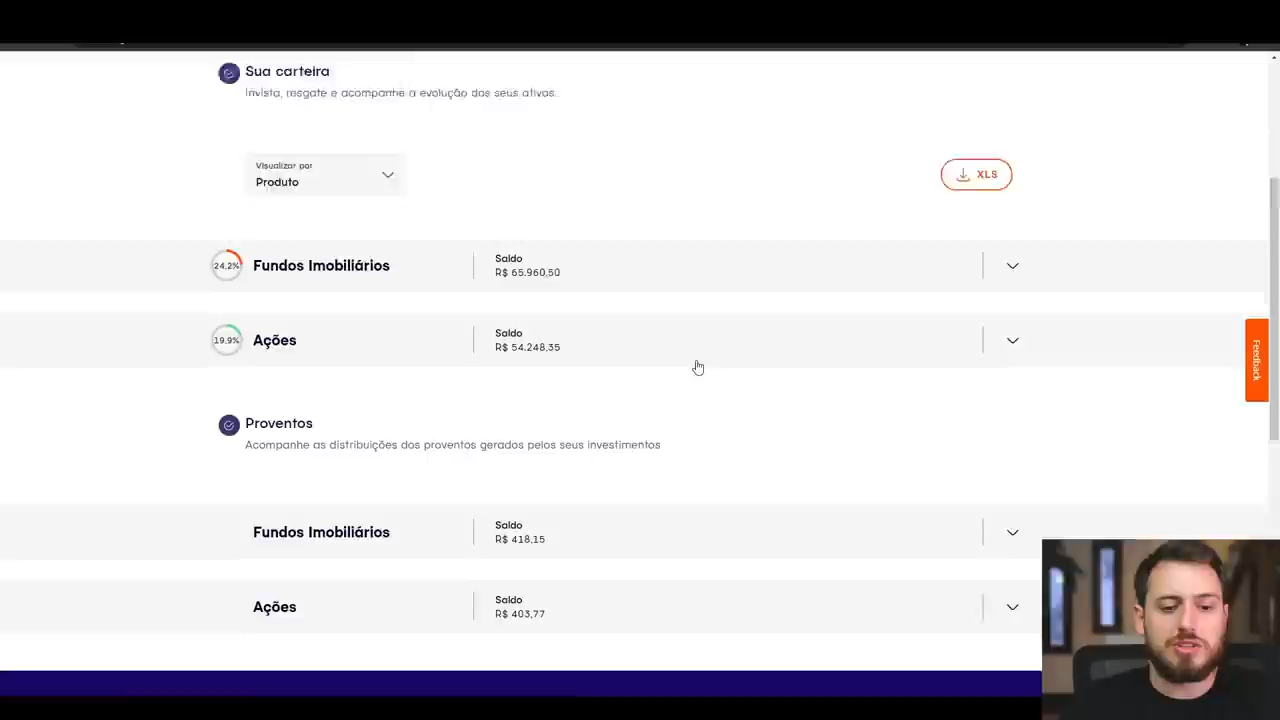 Sua carteira
Invista, resgate e acompanhe a evolução dos seus ativos.
Visualizar por
Produto
XLS
24,2%
Fundos Imobiliários
Saldo
R$ 65.960,50
19,9%
Ações
Saldo
R$ 54.248,35
Feedback
Proventos
Acompanhe as distribuições dos proventos gerados pelos seus investimentos
Fundos Imobiliários
Saldo
R$ 418,15
Ações
Saldo
R$ 403,77